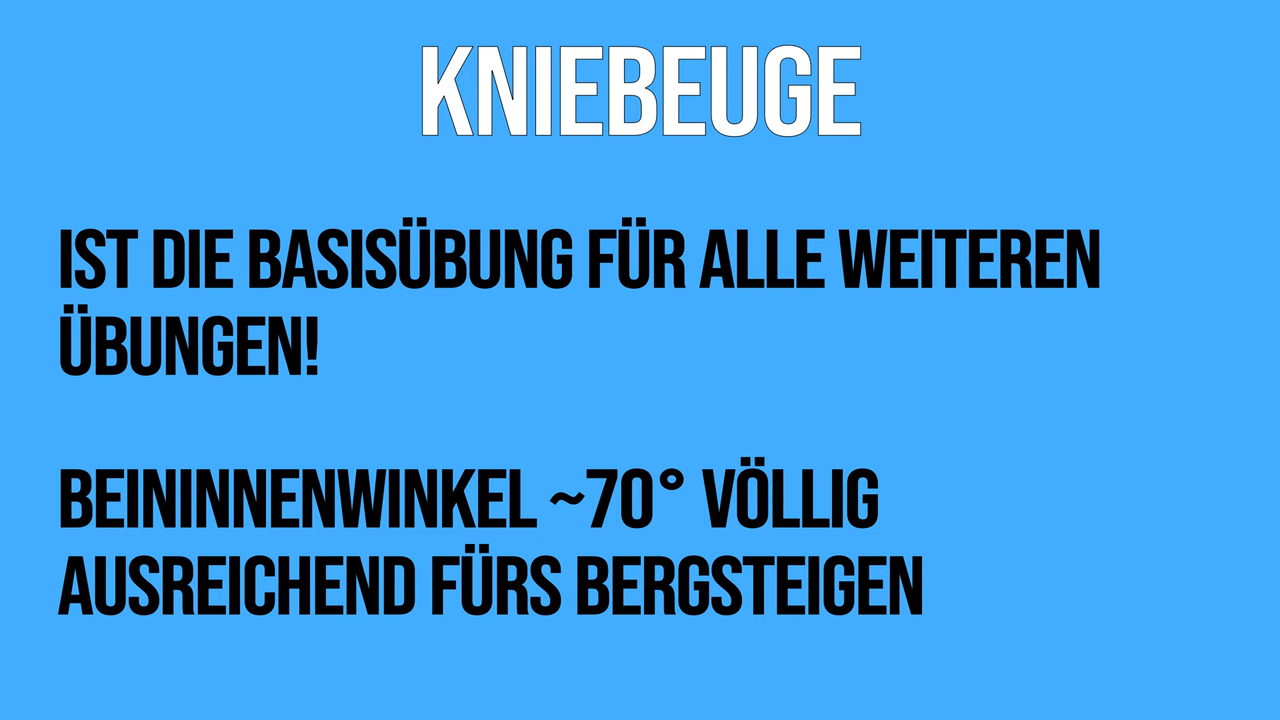 KNIEBEUGE
IST DIE BASISÜBUNG FÜR ALLE WEITEREN
ÜBUNGEN!
BEININNENWINKEL ~70° VÖLLIG
AUSREICHEND FÜRS BERGSTEIGEN